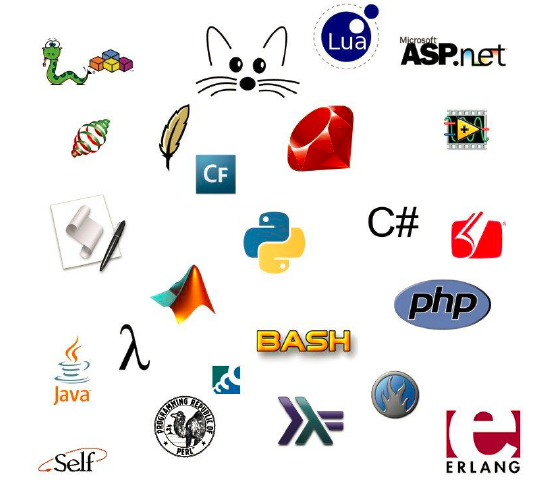 Lua
Microsoft
ASP.net
CF
C#
php
BASH
λ
Java
PROGRAMMING REPUBLIC OF
PERL
Self
e
ERLANG